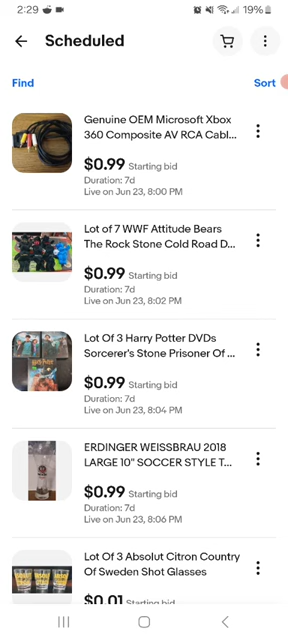 2:29
19%
Scheduled
Find
Sort
Genuine OEM Microsoft Xbox
360 Composite AV RCA Cabl...
$0.99 Starting bid
Duration: 7d
Live on Jun 23, 8:00 PM
Lot of 7 WWF Attitude Bears
The Rock Stone Cold Road D...
$0.99 Starting bid
Duration: 7d
Live on Jun 23, 8:02 PM
Lot Of 3 Harry Potter DVDs
Sorcerer's Stone Prisoner Of ...
$0.99 Starting bid
Duration: 7d
Live on Jun 23, 8:04 PM
ERDINGER WEISSBRAU 2018
LARGE 10" SOCCER STYLE T...
$0.99 Starting bid
Duration: 7d
Live on Jun 23, 8:06 PM
Lot Of 3 Absolut Citron Country
Of Sweden Shot Glasses
$0.01 Starting bid